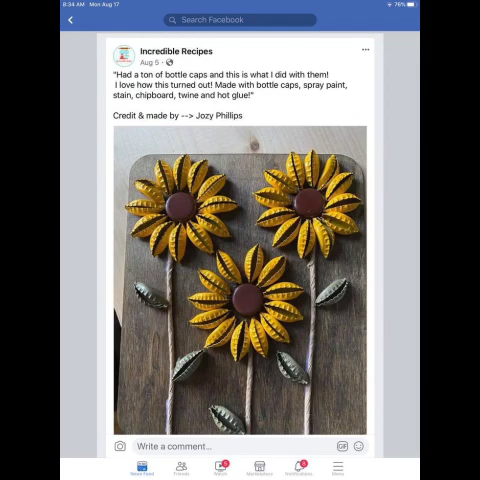 8:34 AM Mon Aug 17
76%
Search Facebook
Incredible Recipes
Aug 5 ·
"Had a ton of bottle caps and this is what I did with them!
I love how this turned out! Made with bottle caps, spray paint,
stain, chipboard, twine and hot glue!"
Credit & made by --> Jozy Phillips
Write a comment...
GIF
News Feed
Friends
Watch
Marketplace
Notifications
Menu